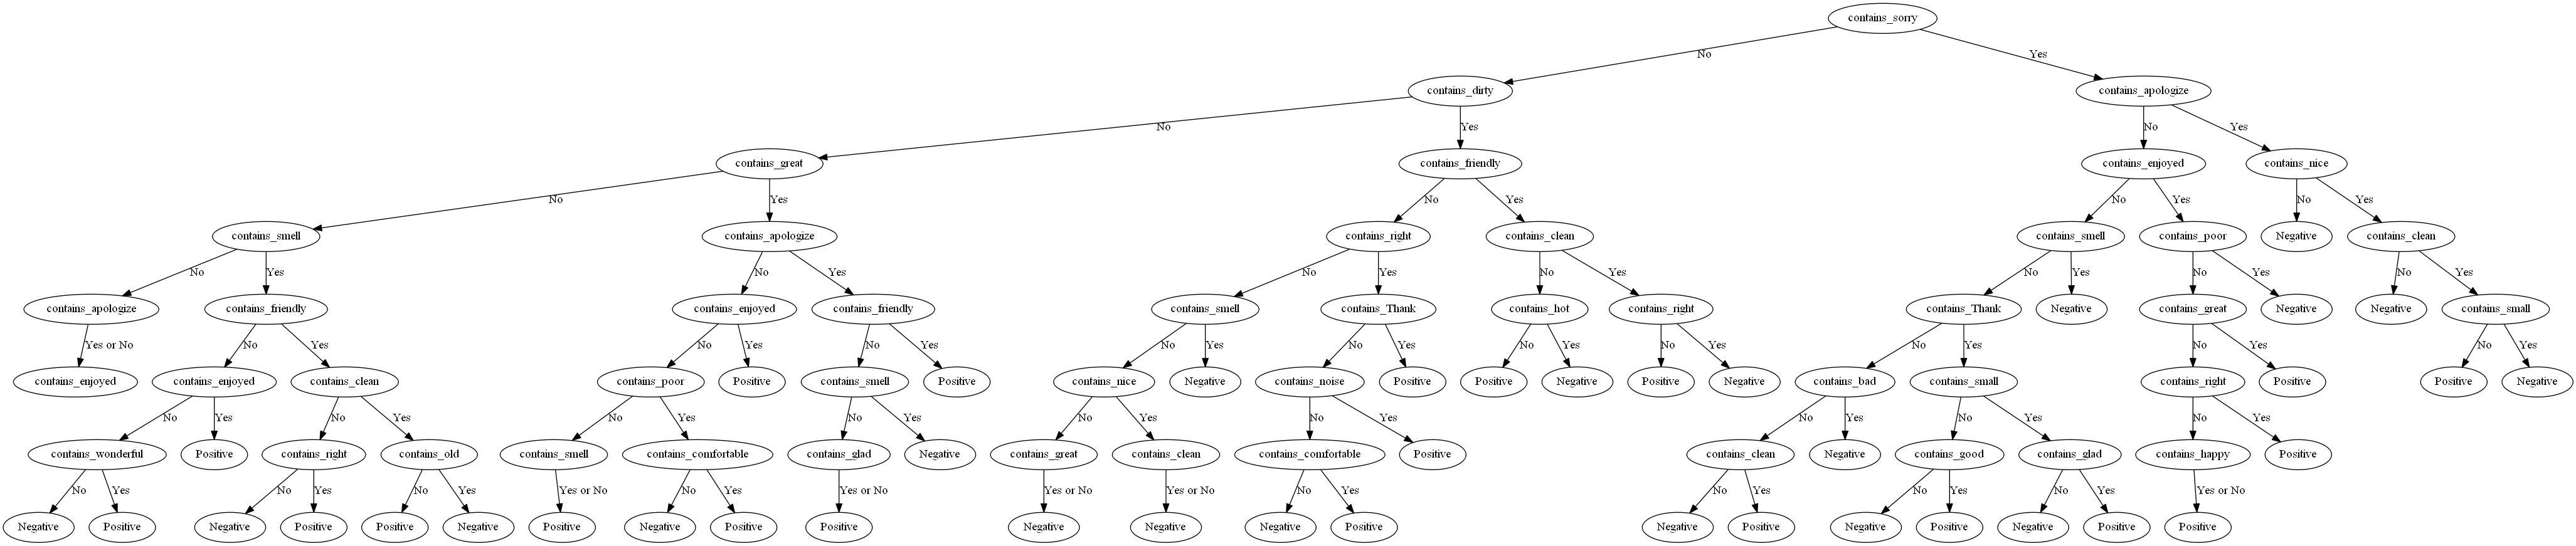 contains_sorry
No
Yes
contains_dirty
contains_apologize
No
Yes
No
Yes
contains_great
contains_friendly
contains_enjoyed
contains_nice
No
Yes
No
Yes
No
Yes
No
Yes
contains_smell
contains_apologize
contains_right
contains_clean
contains_smell
contains_poor
Negative
contains_clean
No
Yes
No
Yes
No
Yes
No
Yes
No
Yes
No
Yes
No
Yes
contains_apologize
contains_friendly
contains_enjoyed
contains_friendly
contains_smell
contains_Thank
contains_hot
contains_right
contains_Thank
Negative
contains_great
Negative
Negative
contains_small
Yes or No
No
Yes
No
Yes
No
Yes
No
Yes
No
Yes
No
Yes
No
Yes
No
Yes
No
Yes
No
Yes
contains_enjoyed
contains_enjoyed
contains_clean
contains_poor
Positive
contains_smell
Positive
contains_nice
Negative
contains_noise
Positive
Positive
Negative
Positive
Negative
contains_bad
contains_small
contains_right
Positive
Positive
Negative
No
Yes
No
Yes
No
Yes
No
Yes
No
Yes
No
Yes
No
Yes
No
Yes
No
Yes
contains_wonderful
Positive
contains_right
contains_old
contains_smell
contains_comfortable
contains_glad
Negative
contains_great
contains_clean
contains_comfortable
Positive
contains_clean
Negative
contains_good
contains_glad
contains_happy
Positive
No
Yes
No
Yes
No
Yes
Yes or No
No
Yes
Yes or No
Yes or No
Yes or No
No
Yes
No
Yes
No
Yes
No
Yes
Yes or No
Negative
Positive
Negative
Positive
Positive
Negative
Positive
Negative
Positive
Positive
Negative
Negative
Negative
Positive
Negative
Positive
Negative
Positive
Negative
Positive
Positive